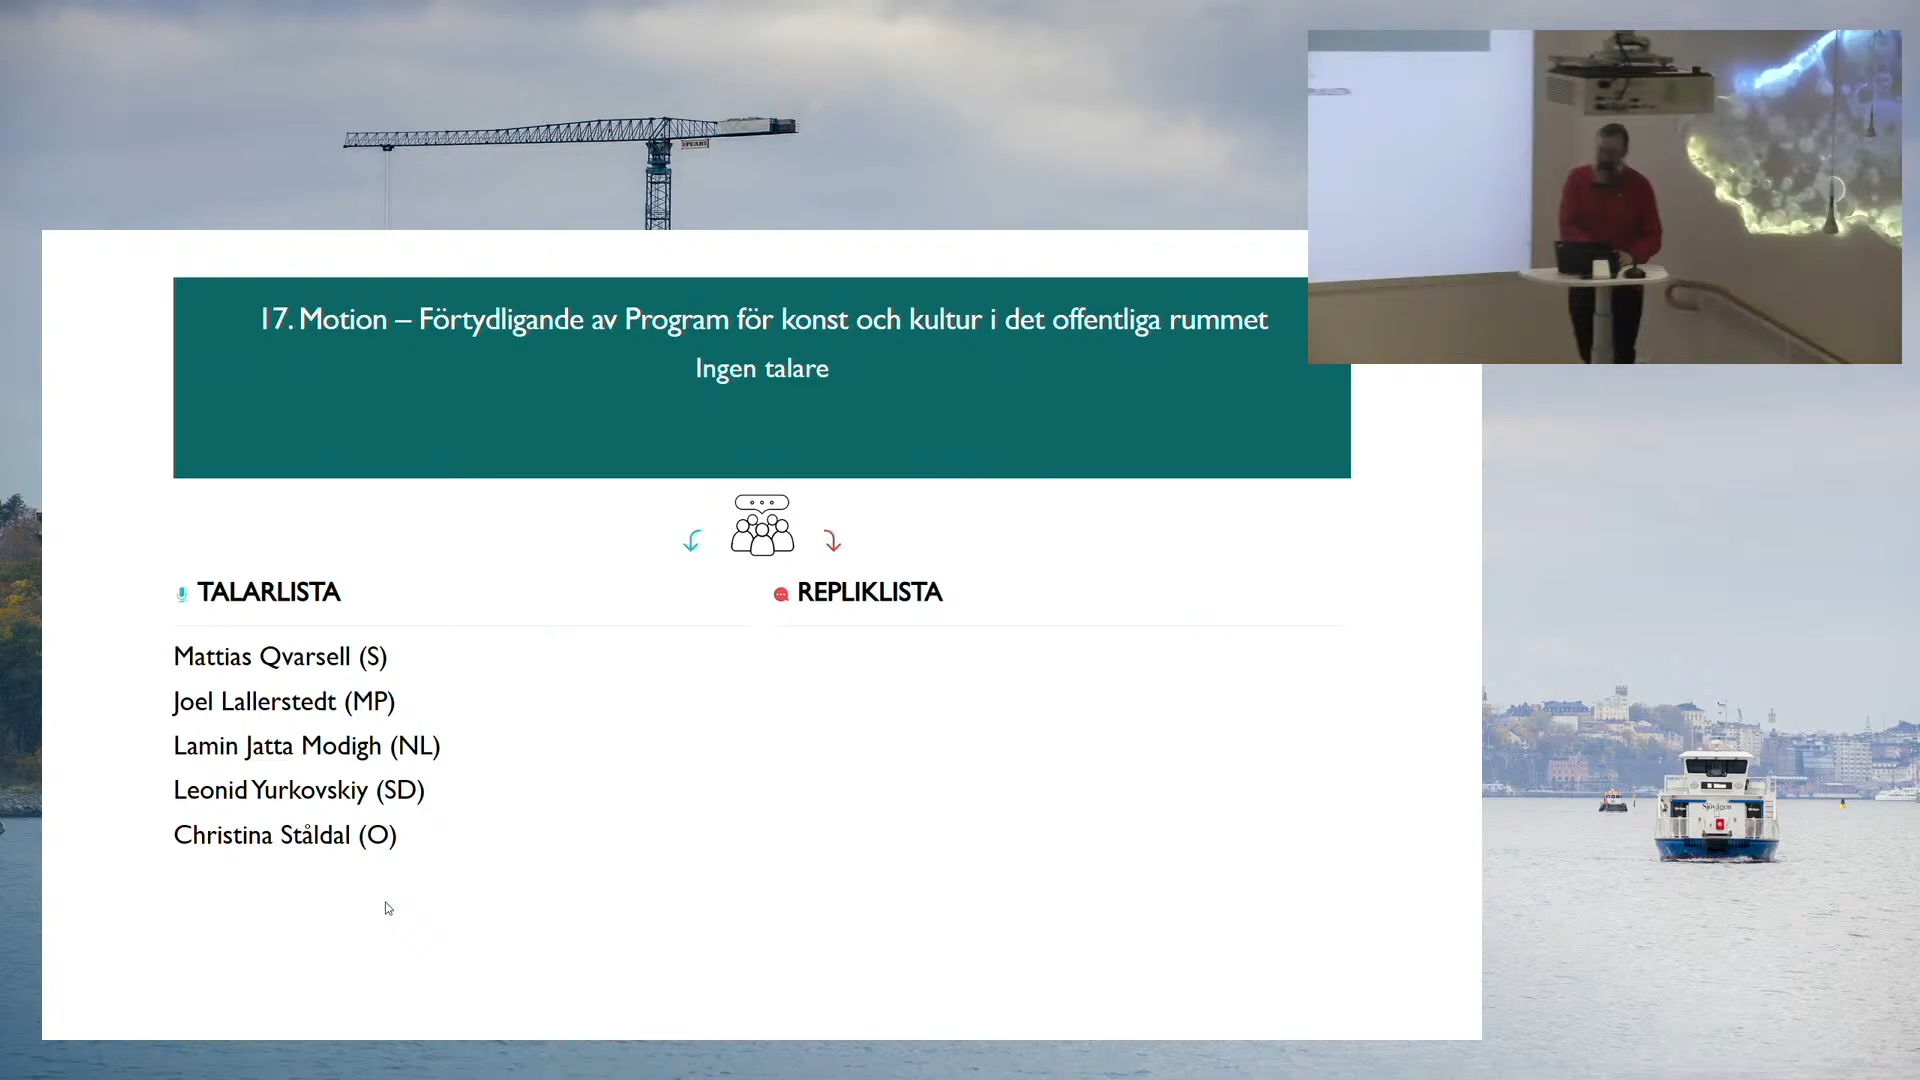 17. Motion – Förtydligande av Program för konst och kultur i det offentliga rummet
Ingen talare
TALARLISTA
REPLIKLISTA
Mattias Qvarsell (S)
Joel Lallerstedt (MP)
Lamin Jatta Modigh (NL)
Leonid Yurkovskiy (SD)
Christina Ståldal (O)
Sjövägen